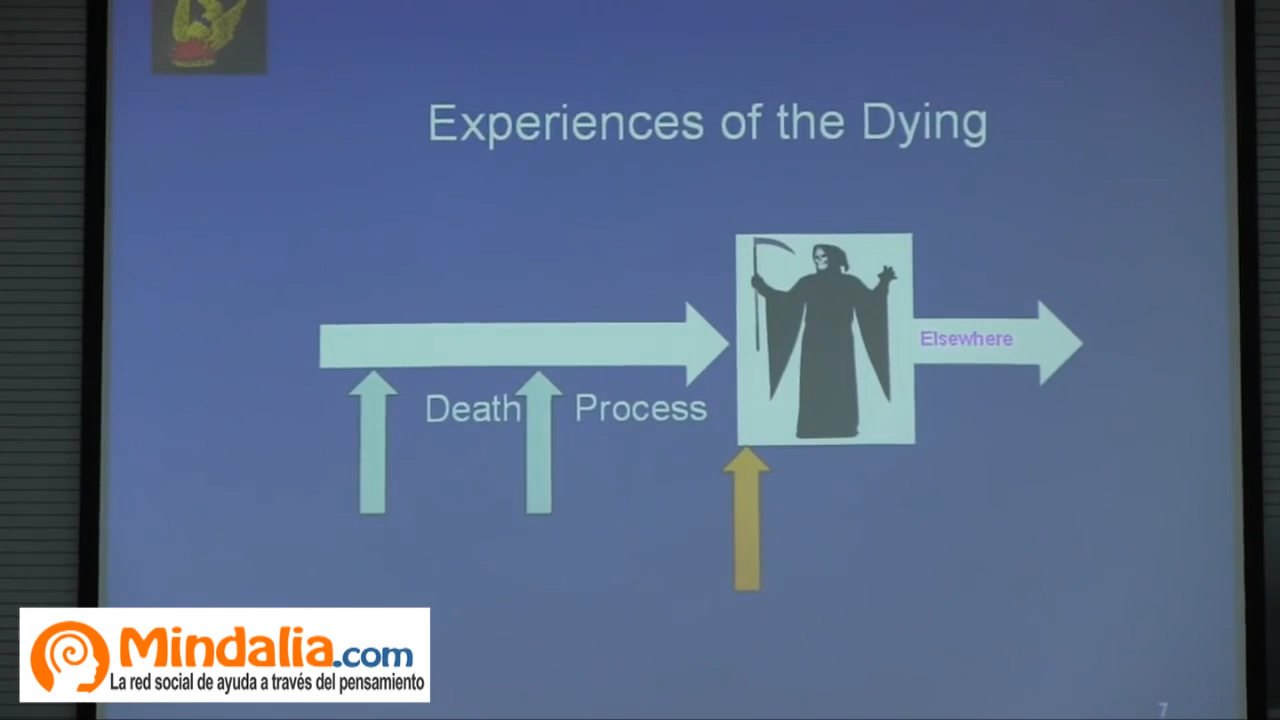 Experiences of the Dying
Elsewhere
Death Process
Mindalia.com
La red social de ayuda a través del pensamiento
7